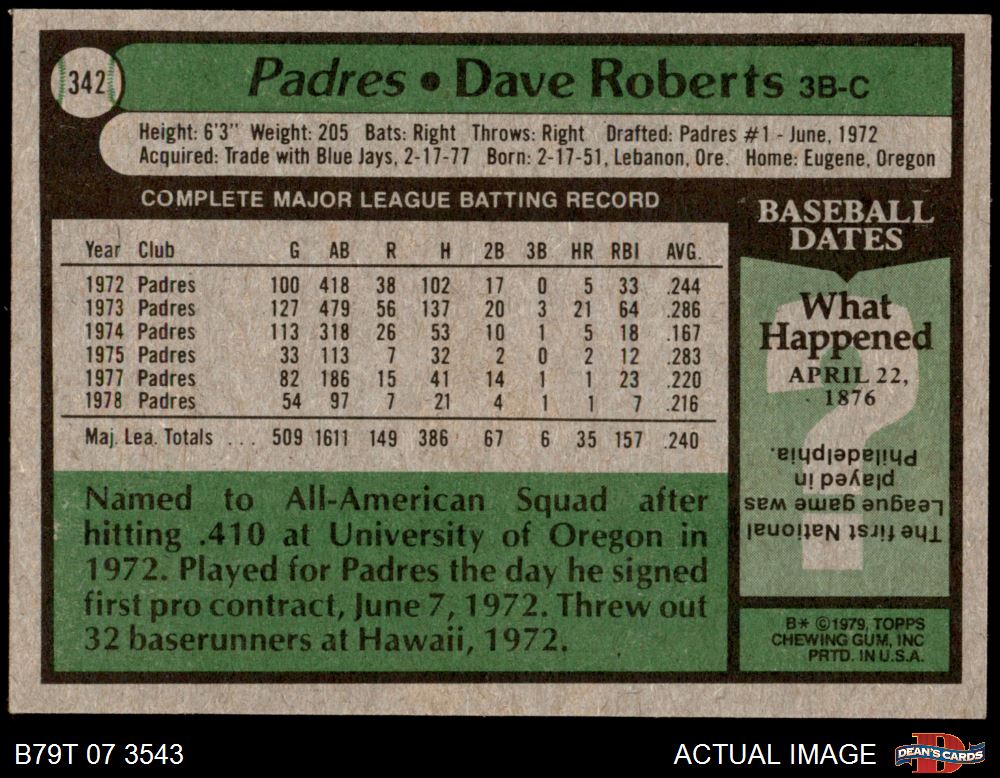 342
Padres • Dave Roberts 3B-C
Height: 6'3" Weight: 205 Bats: Right Throws: Right Drafted: Padres #1 - June, 1972
Acquired: Trade with Blue Jays, 2-17-77 Born: 2-17-51, Lebanon, Ore. Home: Eugene, Oregon
COMPLETE MAJOR LEAGUE BATTING RECORD
Year Club G AB R H 2B 3B HR RBI AVG.
1972 Padres 100 418 38 102 17 0 5 33 .244
1973 Padres 127 479 56 137 20 3 21 64 .286
1974 Padres 113 318 26 53 10 1 5 18 .167
1975 Padres 33 113 7 32 2 0 2 12 .283
1977 Padres 82 186 15 41 14 1 1 23 .220
1978 Padres 54 97 7 21 4 1 1 7 .216
Maj. Lea. Totals . . . 509 1611 149 386 67 6 35 157 .240
Named to All-American Squad after
hitting .410 at University of Oregon in
1972. Played for Padres the day he signed
first pro contract, June 7, 1972. Threw out
32 baserunners at Hawaii, 1972.
BASEBALL
DATES
What
Happened
APRIL 22,
1876
The first National
League game was
played in
Philadelphia.
B* ©1979, TOPPS
CHEWING GUM, INC
PRTD. IN U.S.A.
B79T 07 3543
ACTUAL IMAGE
DEAN'S CARDS